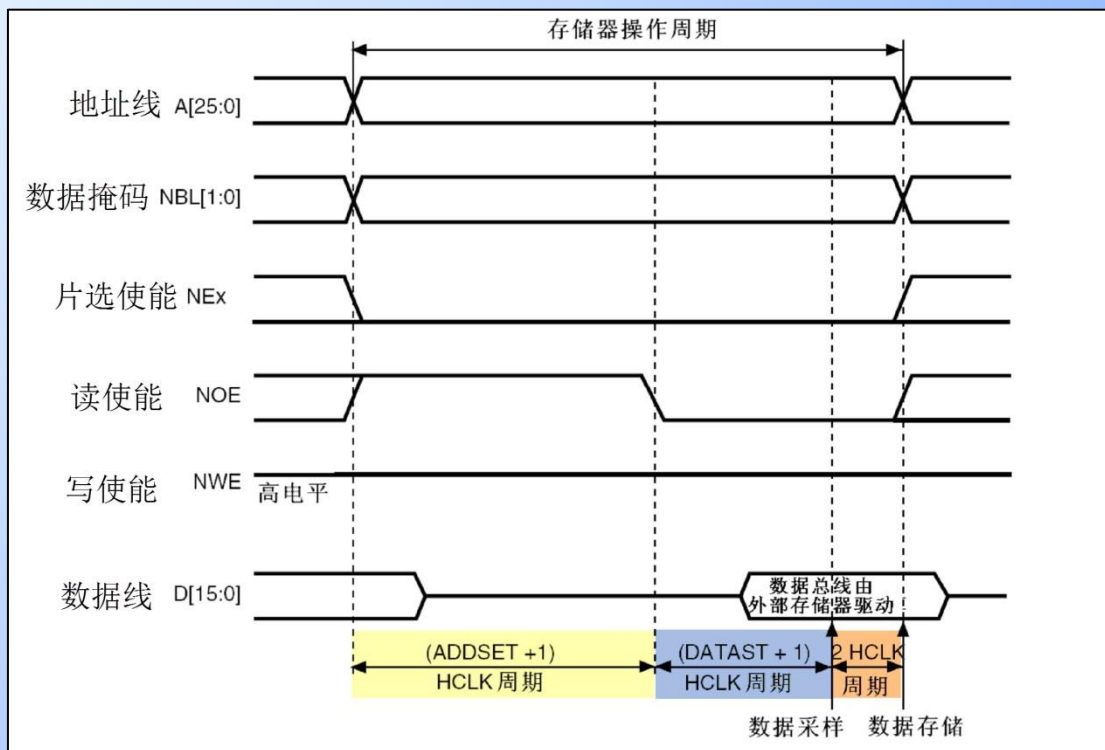 存储器操作周期
地址线 A[25:0]
数据掩码 NBL[1:0]
片选使能 NEx
读使能 NOE
写使能 NWE
高电平
数据线 D[15:0]
数据总线由
外部存储器驱动
(ADDSET +1)
HCLK 周期
(DATAST + 1)
HCLK 周期
2 HCLK
周期
数据采样
数据存储